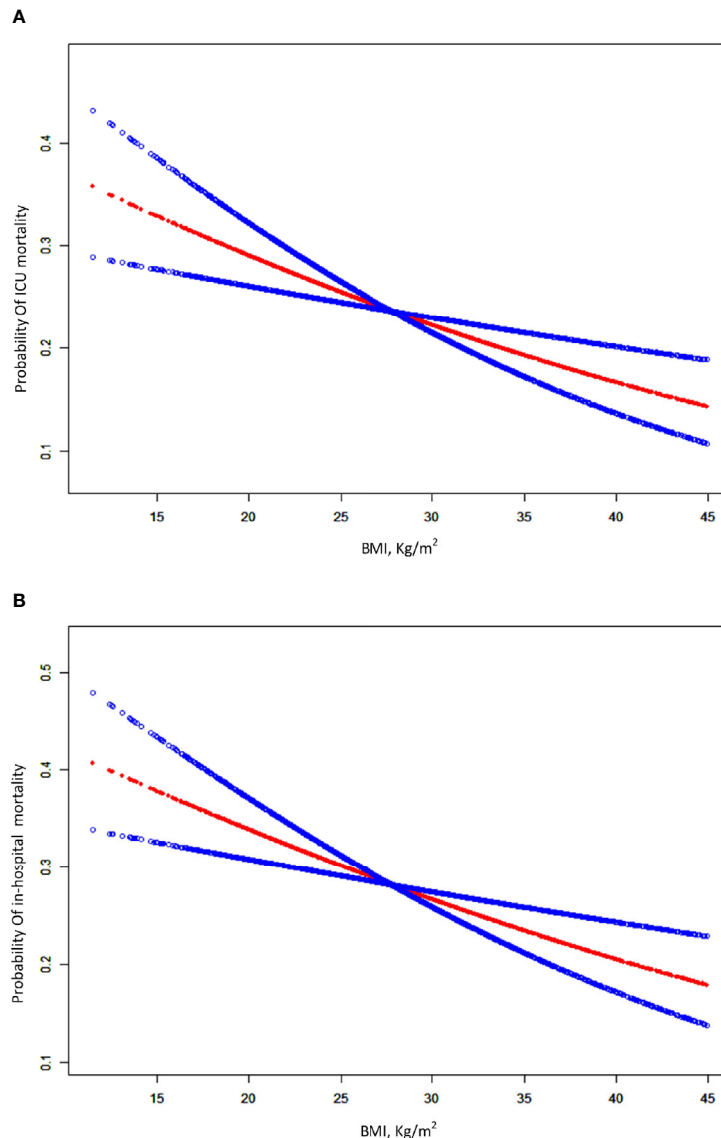 A
0.4
0.3
0.2
0.1
Probability Of ICU mortality
15 20 25 30 35 40 45
BMI, Kg/m²
B
0.5
0.4
0.3
0.2
0.1
Probability Of in-hospital mortality
15 20 25 30 35 40 45
BMI, Kg/m²